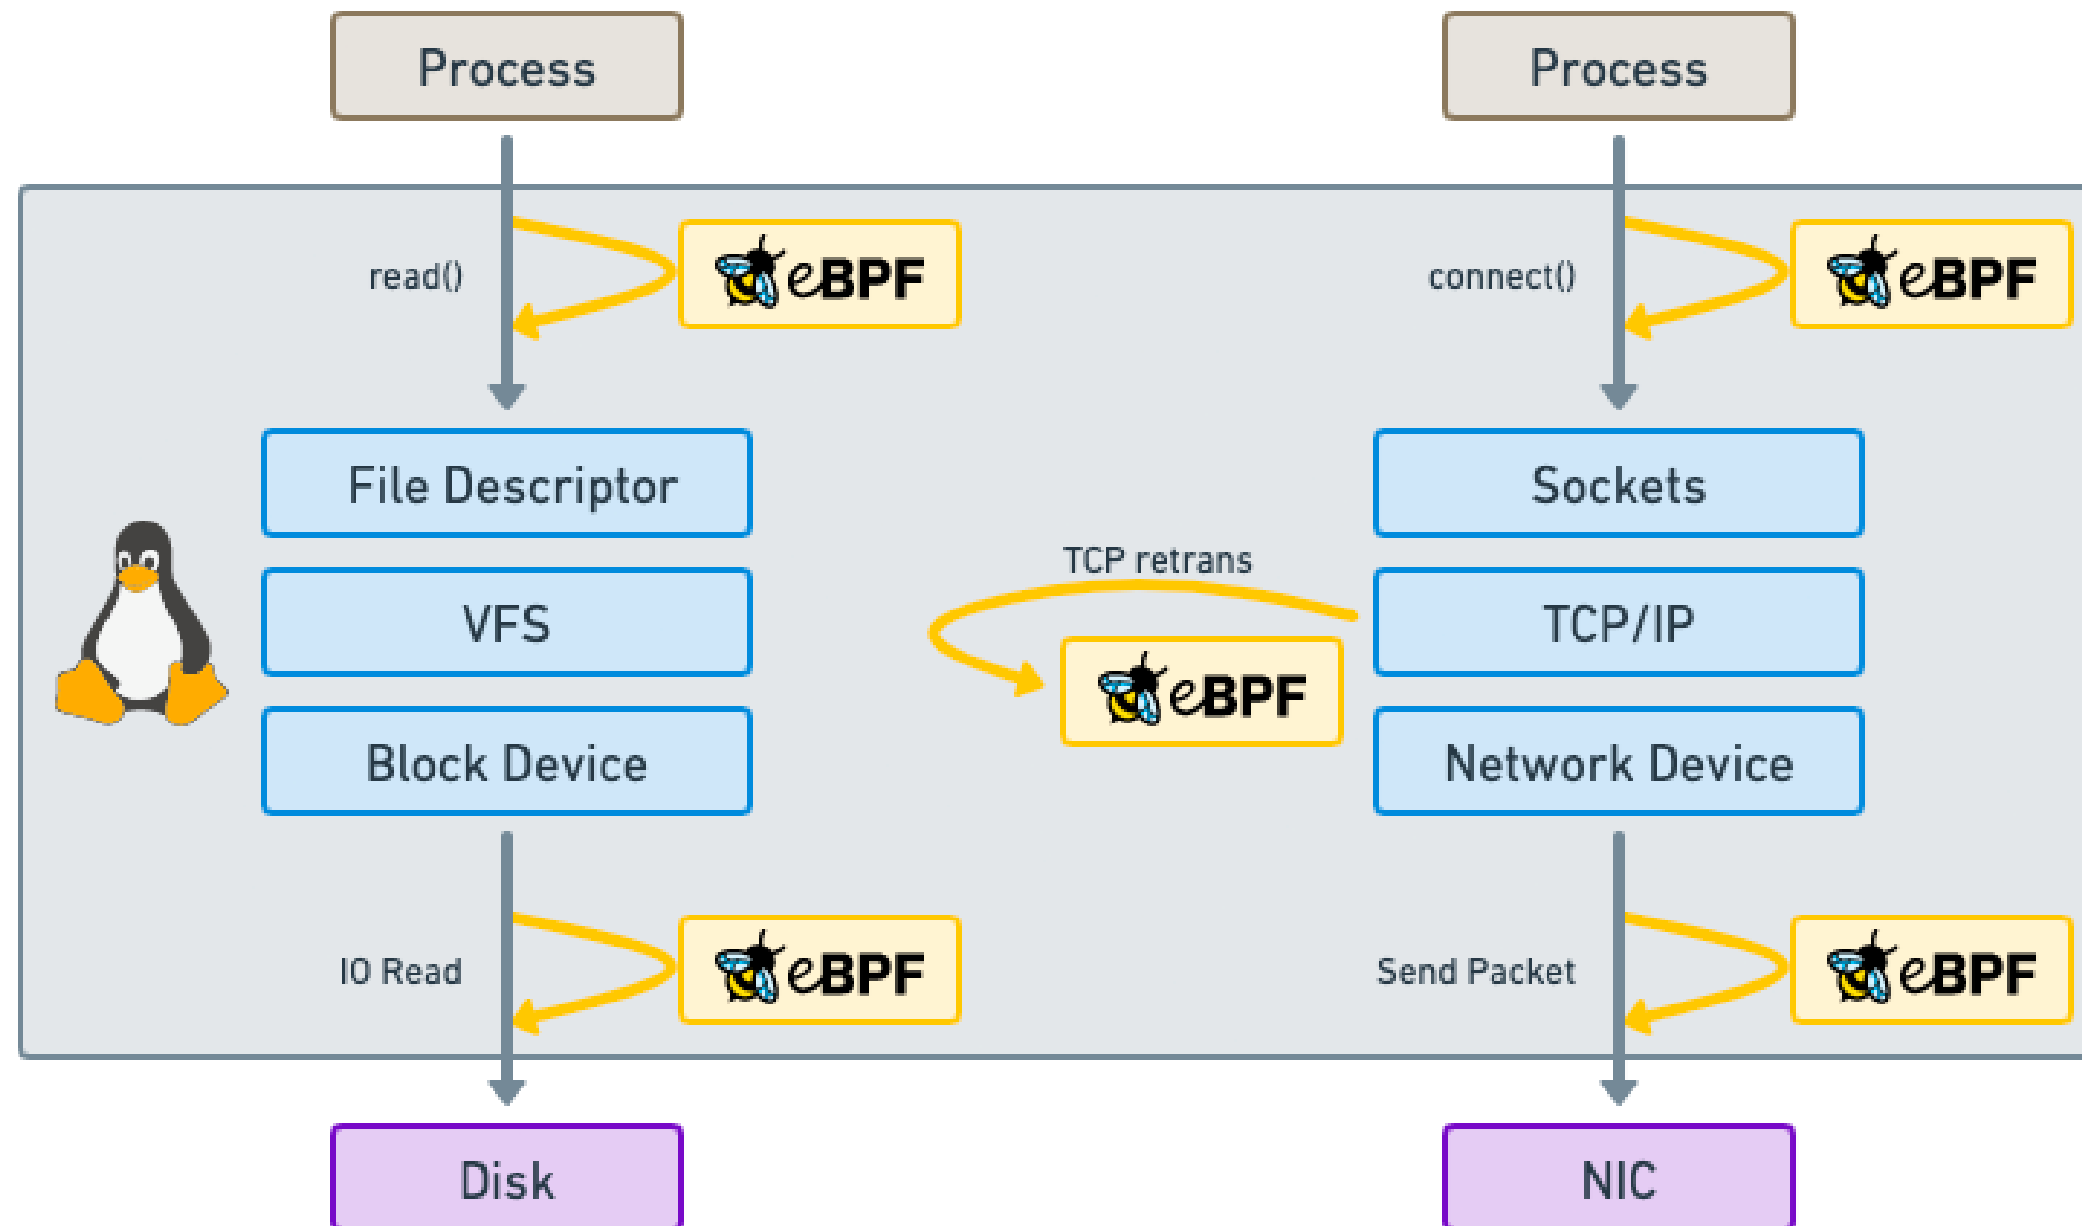 Process
Process
read()
eBPF
connect()
eBPF
File Descriptor
Sockets
TCP retrans
VFS
TCP/IP
eBPF
Block Device
Network Device
IO Read
eBPF
Send Packet
eBPF
Disk
NIC